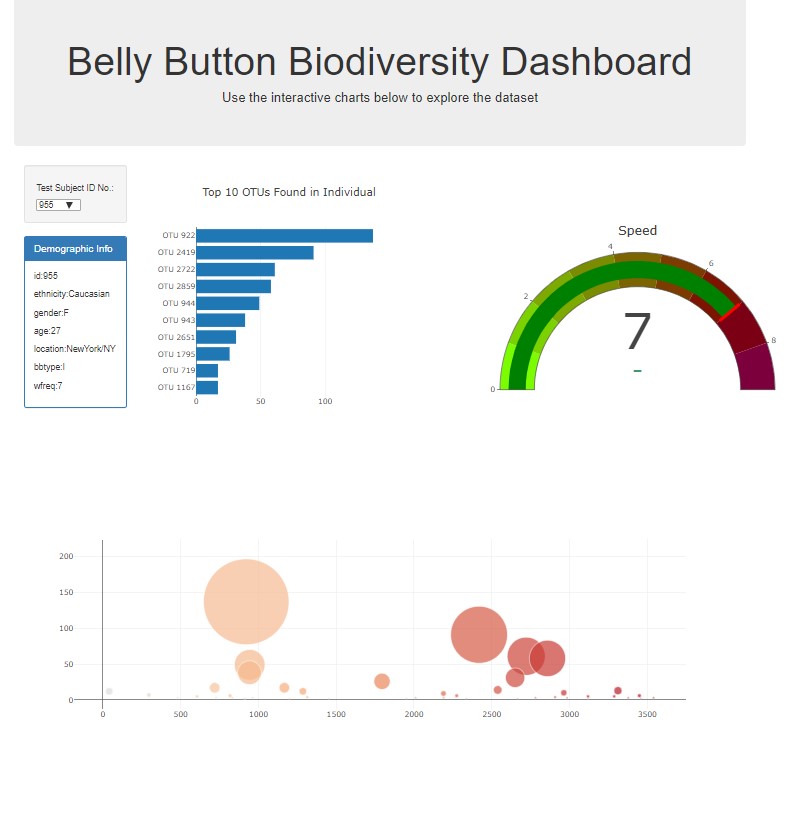 Belly Button Biodiversity Dashboard
Use the interactive charts below to explore the dataset
Test Subject ID No.:
955 ▼
Demographic Info
id:955
ethnicity:Caucasian
gender:F
age:27
location:NewYork/NY
bbtype:I
wfreq:7
Top 10 OTUs Found in Individual
OTU 922
OTU 2419
OTU 2722
OTU 2859
OTU 944
OTU 943
OTU 2651
OTU 1795
OTU 719
OTU 1167
0 50 100
Speed
0 2 4 6 8
7
-
200
150
100
50
0
0 500 1000 1500 2000 2500 3000 3500